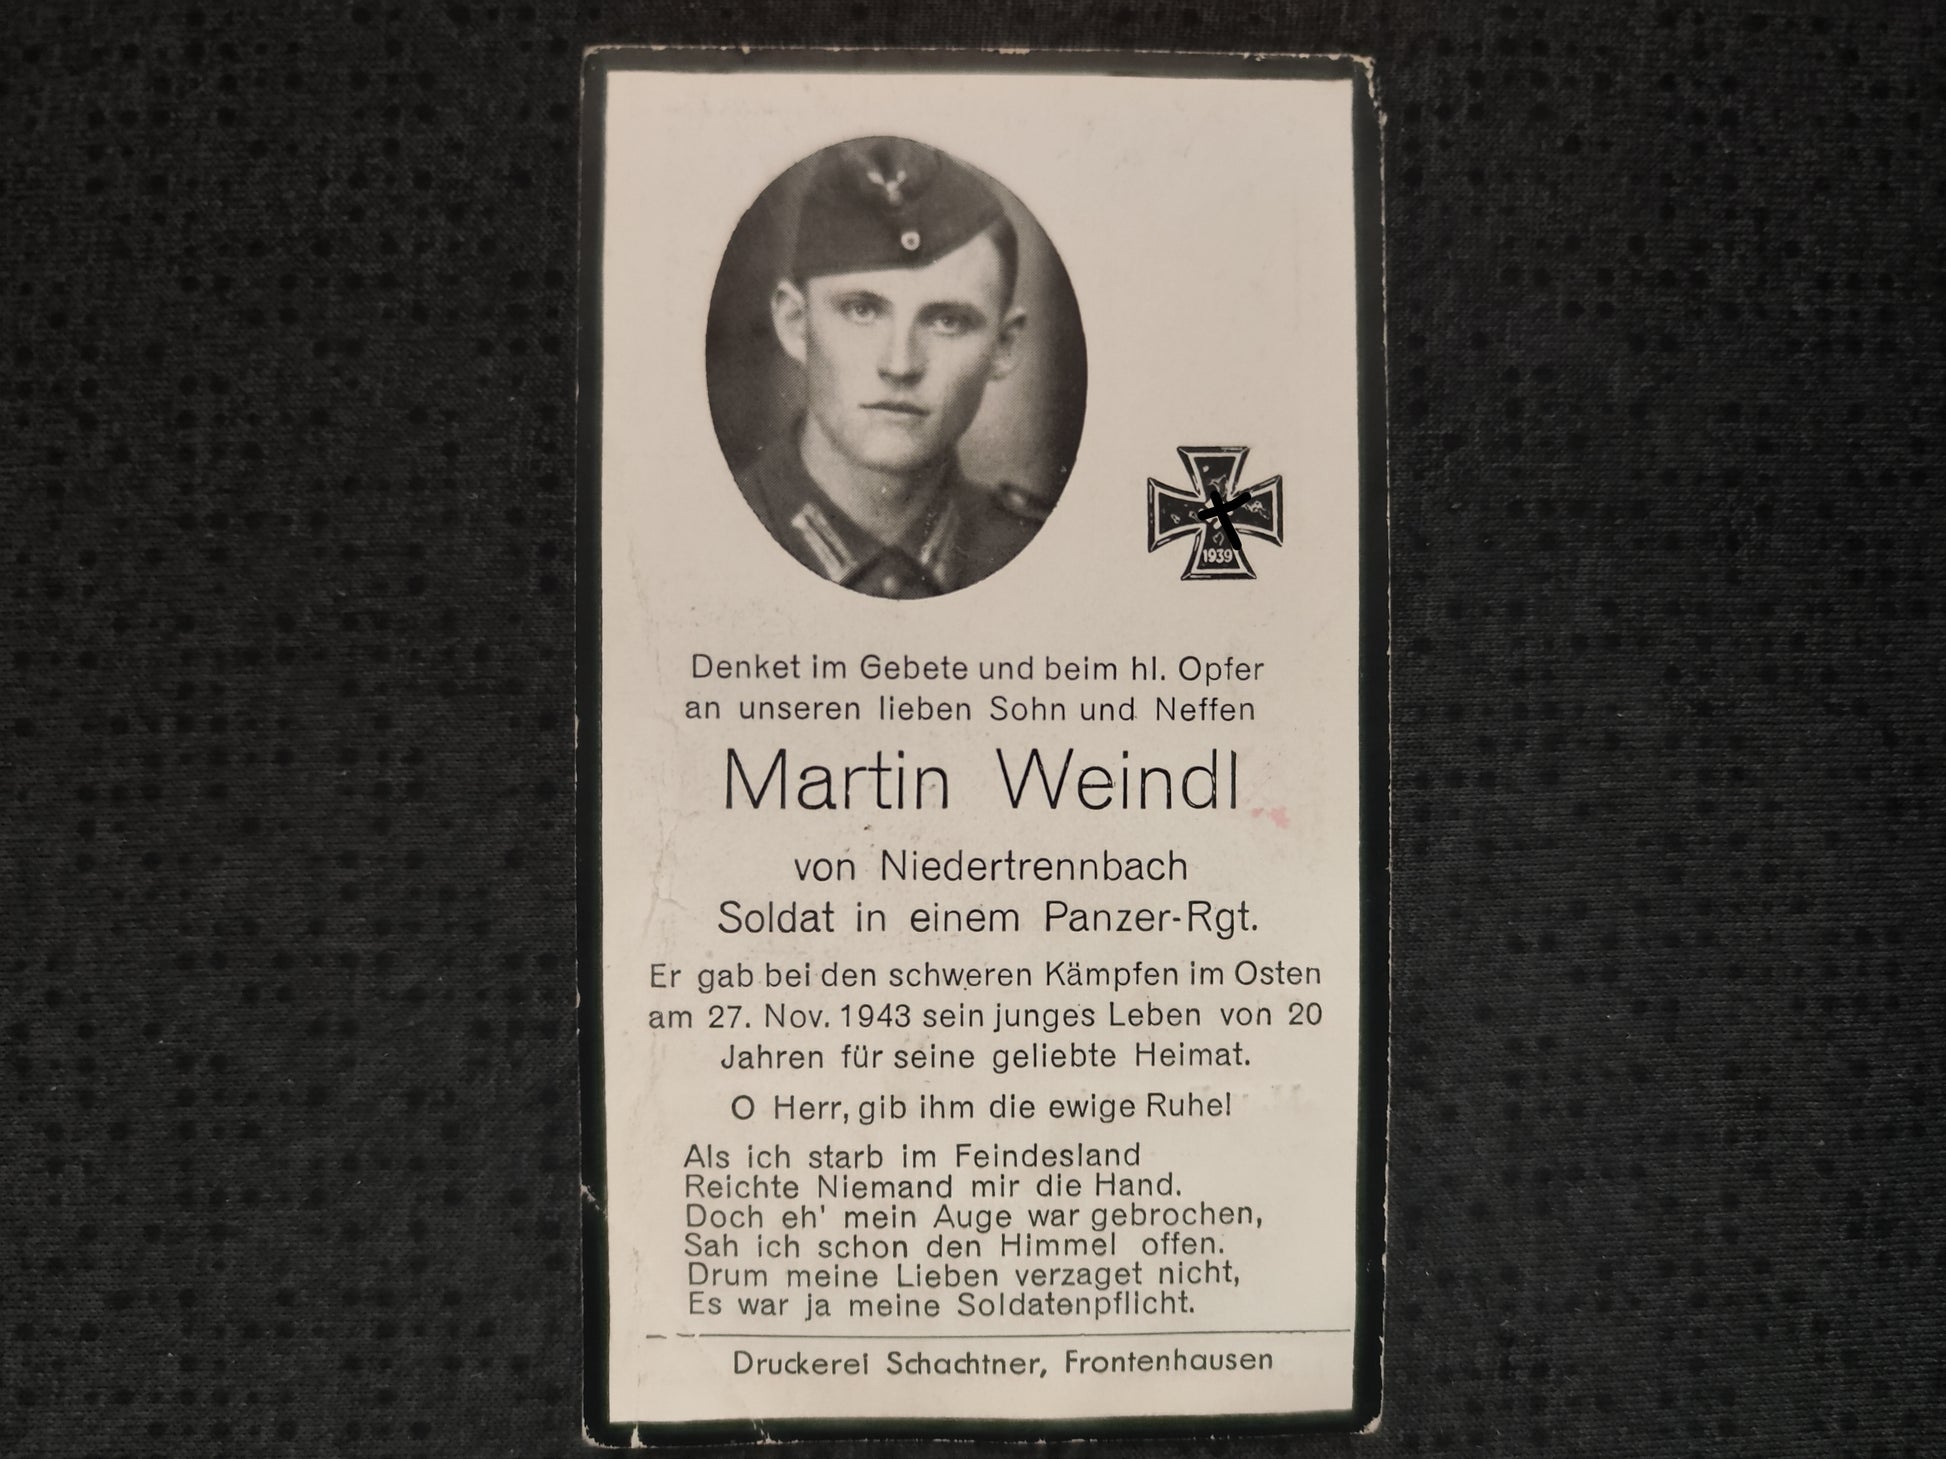 1939
Denket im Gebete und beim hl. Opfer
an unseren lieben Sohn und Neffen
Martin Weindl
von Niedertrennbach
Soldat in einem Panzer-Rgt.
Er gab bei den schweren Kämpfen im Osten
am 27. Nov. 1943 sein junges Leben von 20
Jahren für seine geliebte Heimat.
O Herr, gib ihm die ewige Ruhe!
Als ich starb im Feindesland
Reichte Niemand mir die Hand.
Doch eh' mein Auge war gebrochen,
Sah ich schon den Himmel offen.
Drum meine Lieben verzaget nicht,
Es war ja meine Soldatenpflicht.
Druckerei Schachtner, Frontenhausen